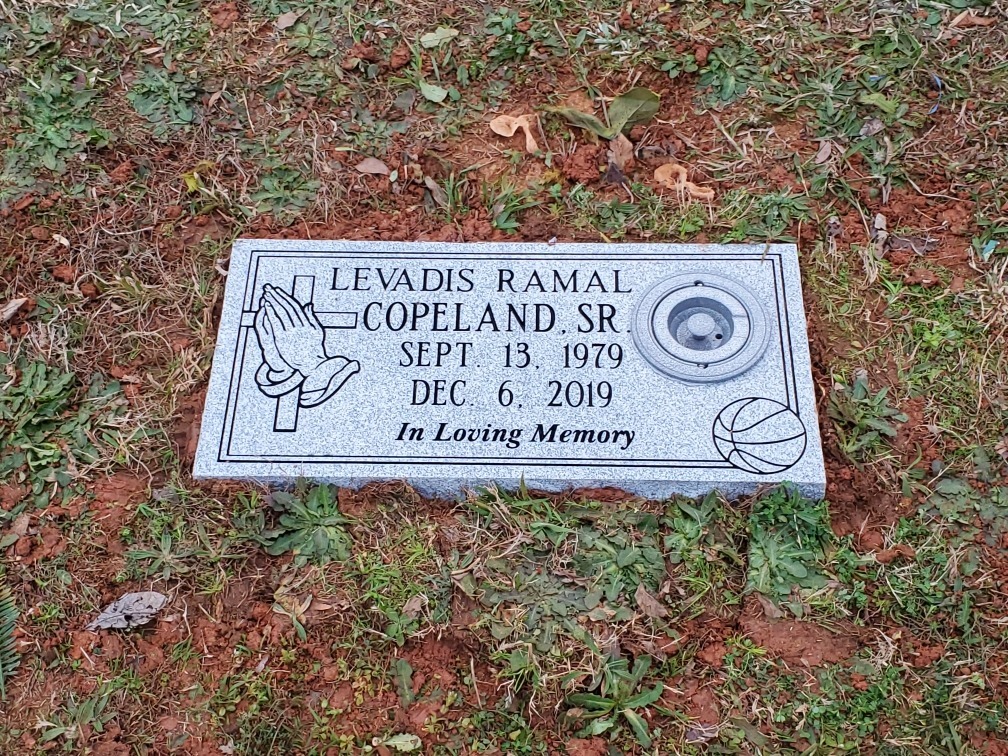 LEVADIS RAMAL
COPELAND, SR.
SEPT. 13, 1979
DEC. 6, 2019
In Loving Memory